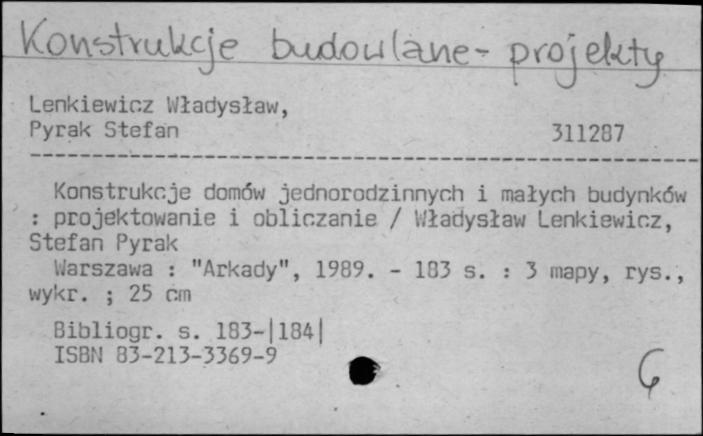 Konstrukcje budowlane - projekty
Lenkiewicz Władysław,
Pyrak Stefan 311287
Konstrukcje domów jednorodzinnych i małych budynków
: projektowanie i obliczanie / Władysław Lenkiewicz,
Stefan Pyrak
Warszawa : "Arkady", 1989. - 183 s. : 3 mapy, rys.,
wykr. ; 25 cm
Bibliogr. s. 183-|184|
ISBN 83-213-3369-9